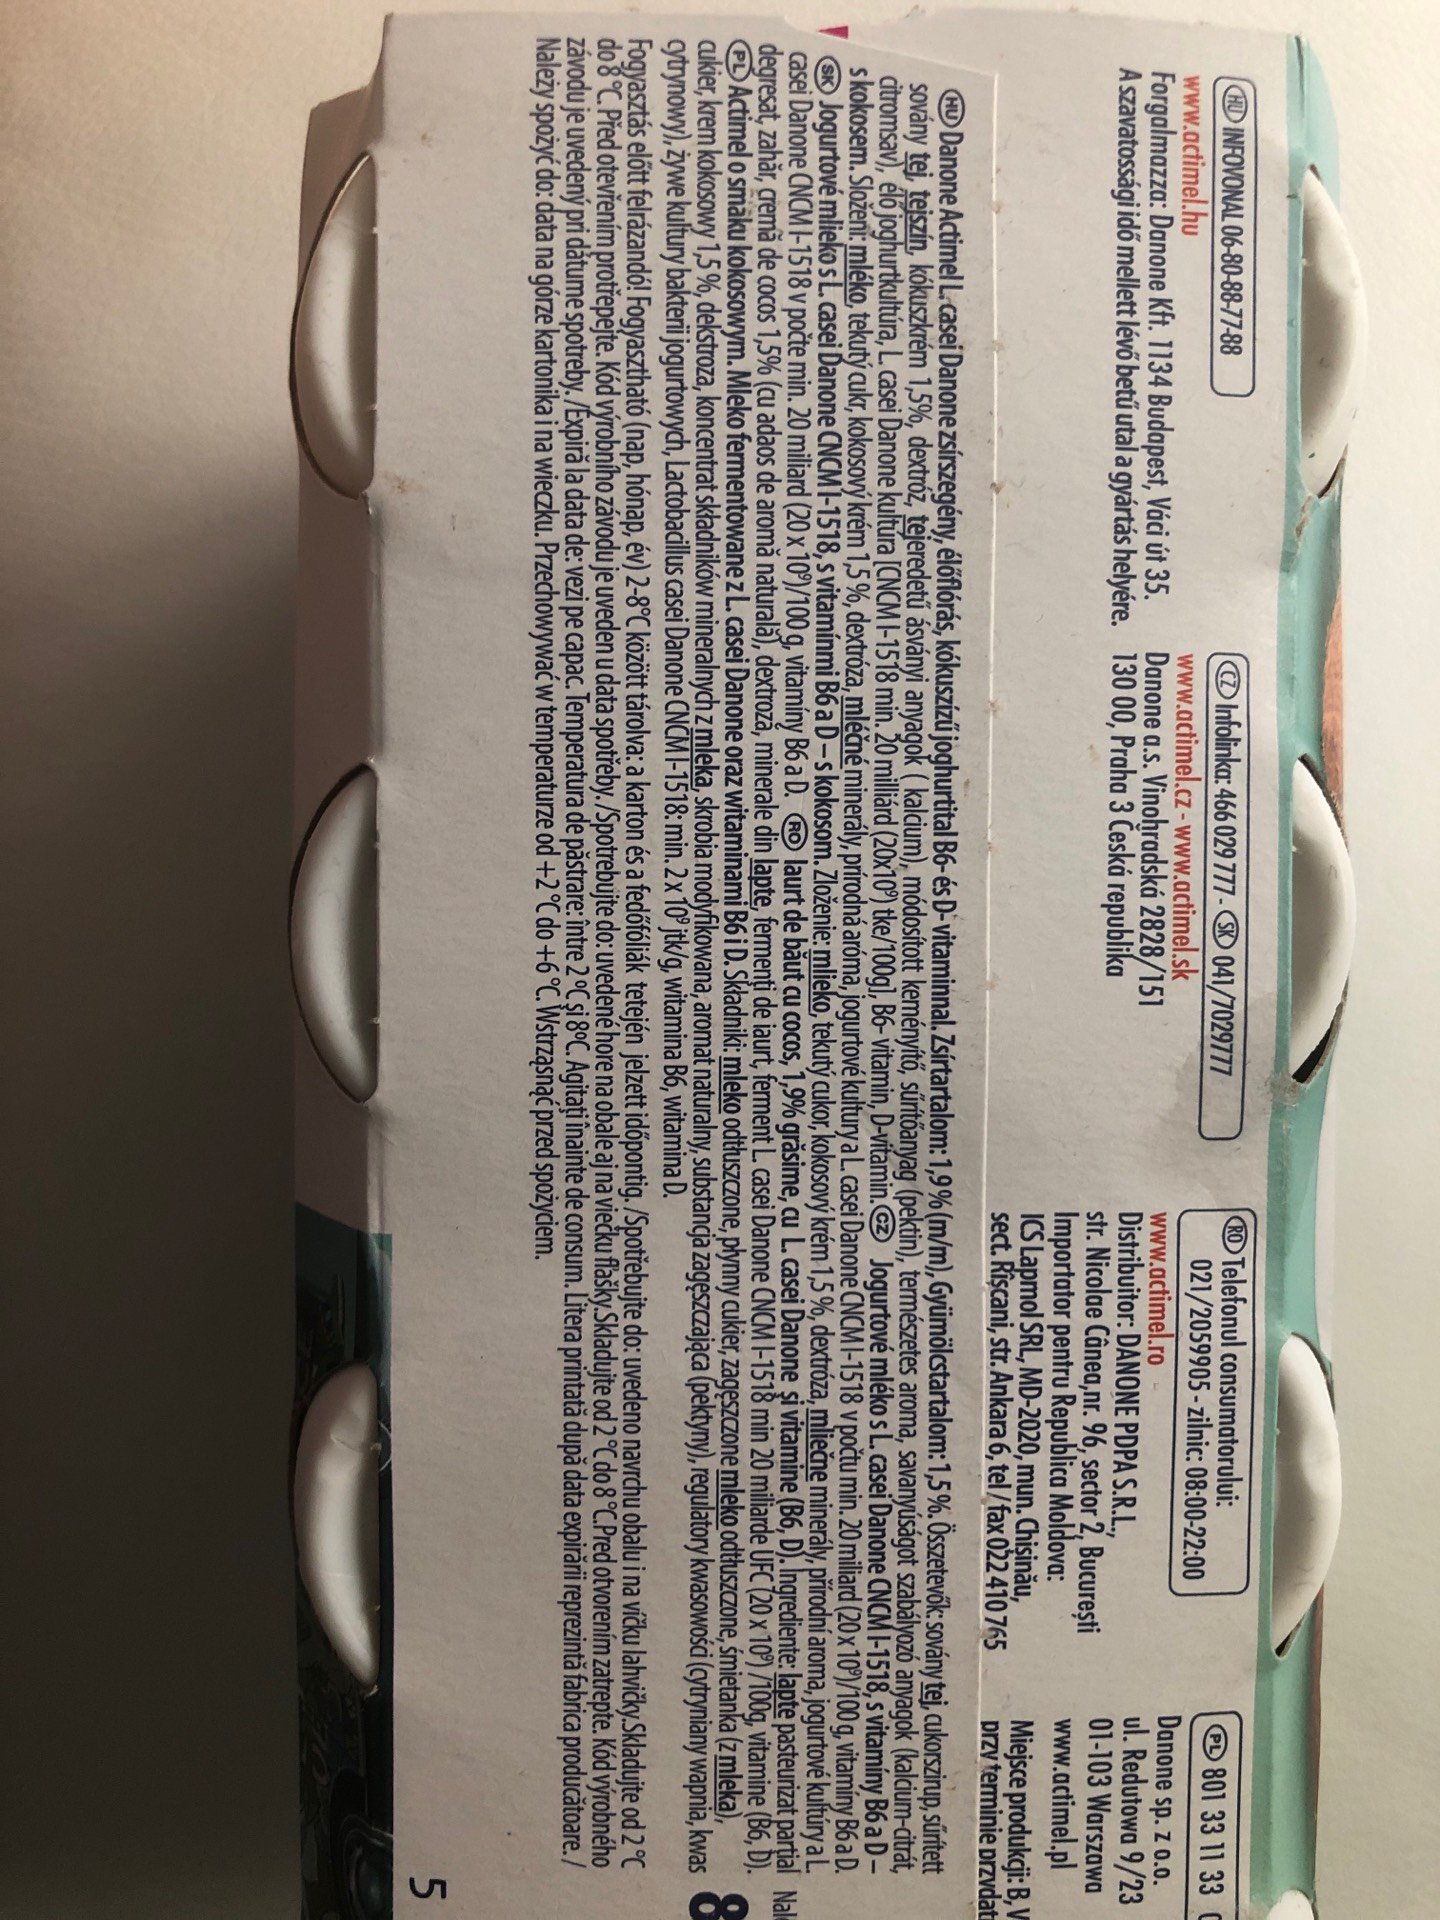 HU INFOVONAL 06-80-88-77-88
www.actimel.hu
Forgalmazza: Danone Kft. 1134 Budapest, Váci út 35.
A szavatossági idő mellett lévő betű utal a gyártás helyére.
CZ Infolinka: 466 029 777 - SK 041/7029777
www.actimel.cz - www.actimel.sk
Danone a.s. Vinohradská 2828/151
130 00, Praha 3 Česká republika
RO Telefonul consumatorului:
021/2059905 - zilnic: 08:00-22:00
www.actimel.ro
Distribuitor: DANONE PDPA S.R.L.,
str. Nicolae Cânea,nr. 96, sector 2, București
Importator pentru Republica Moldova:
ICS Lapmol SRL, MD-2020, mun. Chisinău,
sect. Rîșcani, str. Ankara 6, tel / fax 022 410 765
PL 801 33 11 33
Danone sp. z o.o.
ul. Redutowa 9/23
01-103 Warszawa
www.actimel.pl
Miejsce produkcji: B, V
przy terminie przydat
HU Danone Actimel L. casei Danone zsírszegény, élőflórás, kókuszízű joghurtital B6- és D- vitaminnal. Zsírtartalom: 1,9 % (m/m), Gyümölcstartalom: 1,5 %. Összetevők: sovány tej, cukorszirup, sűrített
sovány tej, tejszín, kókuszkrém 1,5%, dextróz, tejeredetű ásványi anyagok ( kalcium), módosított keményítő, sűrítőanyag (pektin), természetes aroma, savanyúságot szabályozó anyagok (kalcium-citrát,
citromsav), élő joghurtkultúra, L. casei Danone kultúra [CNCM I-1518 min. 20 milliárd (20x10⁹) tke/100g], B6- vitamin, D-vitamin. CZ Jogurtové mléko s L. casei Danone CNCM I-1518, s vitamíny B6 a D –
s kokosem. Složení: mléko, tekutý cukr, kokosový krém 1,5 %, dextróza, mléčné minerály, prírodná aróma, jogurtové kultury a L. casei Danone CNCM I-1518 v počtu min. 20 miliard (20 x 10⁹)/100 g, vitamíny B6 a D.
SK Jogurtové mlieko s L. casei Danone CNCM I-1518, s vitamínmi B6 a D – s kokosom. Zloženie: mlieko, tekutý cukor, kokosový krém 1,5 %, dextróza, mliečne minerály, přírodní aroma, jogurtové kultúry a L.
casei Danone CNCM I-1518 v počte min. 20 miliard (20 x 10⁹)/100 g, vitamíny B6 a D. RO Iaurt de băut cu cocos, 1,9% grăsime, cu L. casei Danone și vitamine (B6, D). Ingrediente: lapte pasteurizat parțial
degresat, zahăr, cremă de cocos 1,5% (cu adaos de aromă naturală), dextroză, minerale din lapte, fermenți de iaurt, ferment L. casei Danone CNCM I-1518 min 20 miliarde UFC (20 x 10⁹) /100g, vitamine (B6, D).
PL Actimel o smaku kokosowym. Mleko fermentowane z L. casei Danone oraz witaminami B6 i D. Składniki: mleko odtłuszczone, płynny cukier, zagęszczone mleko odtłuszczone, śmietanka (z mleka),
cukier, krem kokosowy 1,5 %, dekstroza, koncentrat składników mineralnych z mleka, skrobia modyfikowana, aromat naturalny, substancja zagęszczająca (pektyny), regulatory kwasowości (cytryniany wapnia, kwas
cytrynowy), żywe kultury bakterii jogurtowych, Lactobacillus casei Danone CNCM I-1518: min. 2 x 10⁹ jtk/g, witamina B6, witamina D.
Fogyasztás előtt felrázandó! Fogyasztható (nap, hónap, év) 2-8°C között tárolva: a karton és a fedőfóliák tetején jelzett időpontig. /Spotřebujte do: uvedeno navrchu obalu i na víčku lahvičky.Skladujte od 2 °C
do 8 °C. Před otevřením protřepejte. Kód výrobního závodu je uveden u data spotřeby. /Spotrebujte do: uvedené hore na obale aj na viečku fľašky.Skladujte od 2 °C do 8 °C.Pred otvorením zatrepte. Kód výrobného
závodu je uvedený pri dátume spotreby. /Expiră la data de: vezi pe capac. Temperatura de păstrare: între 2 °C și 8°C. Agitați înainte de consum. Litera printată după data expirării reprezintă fabrica producătoare. /
Należy spożyć do: data na górze kartonika i na wieczku. Przechowywać w temperaturze od +2 °C do +6 °C. Wstrząsnąć przed spożyciem.
8
5